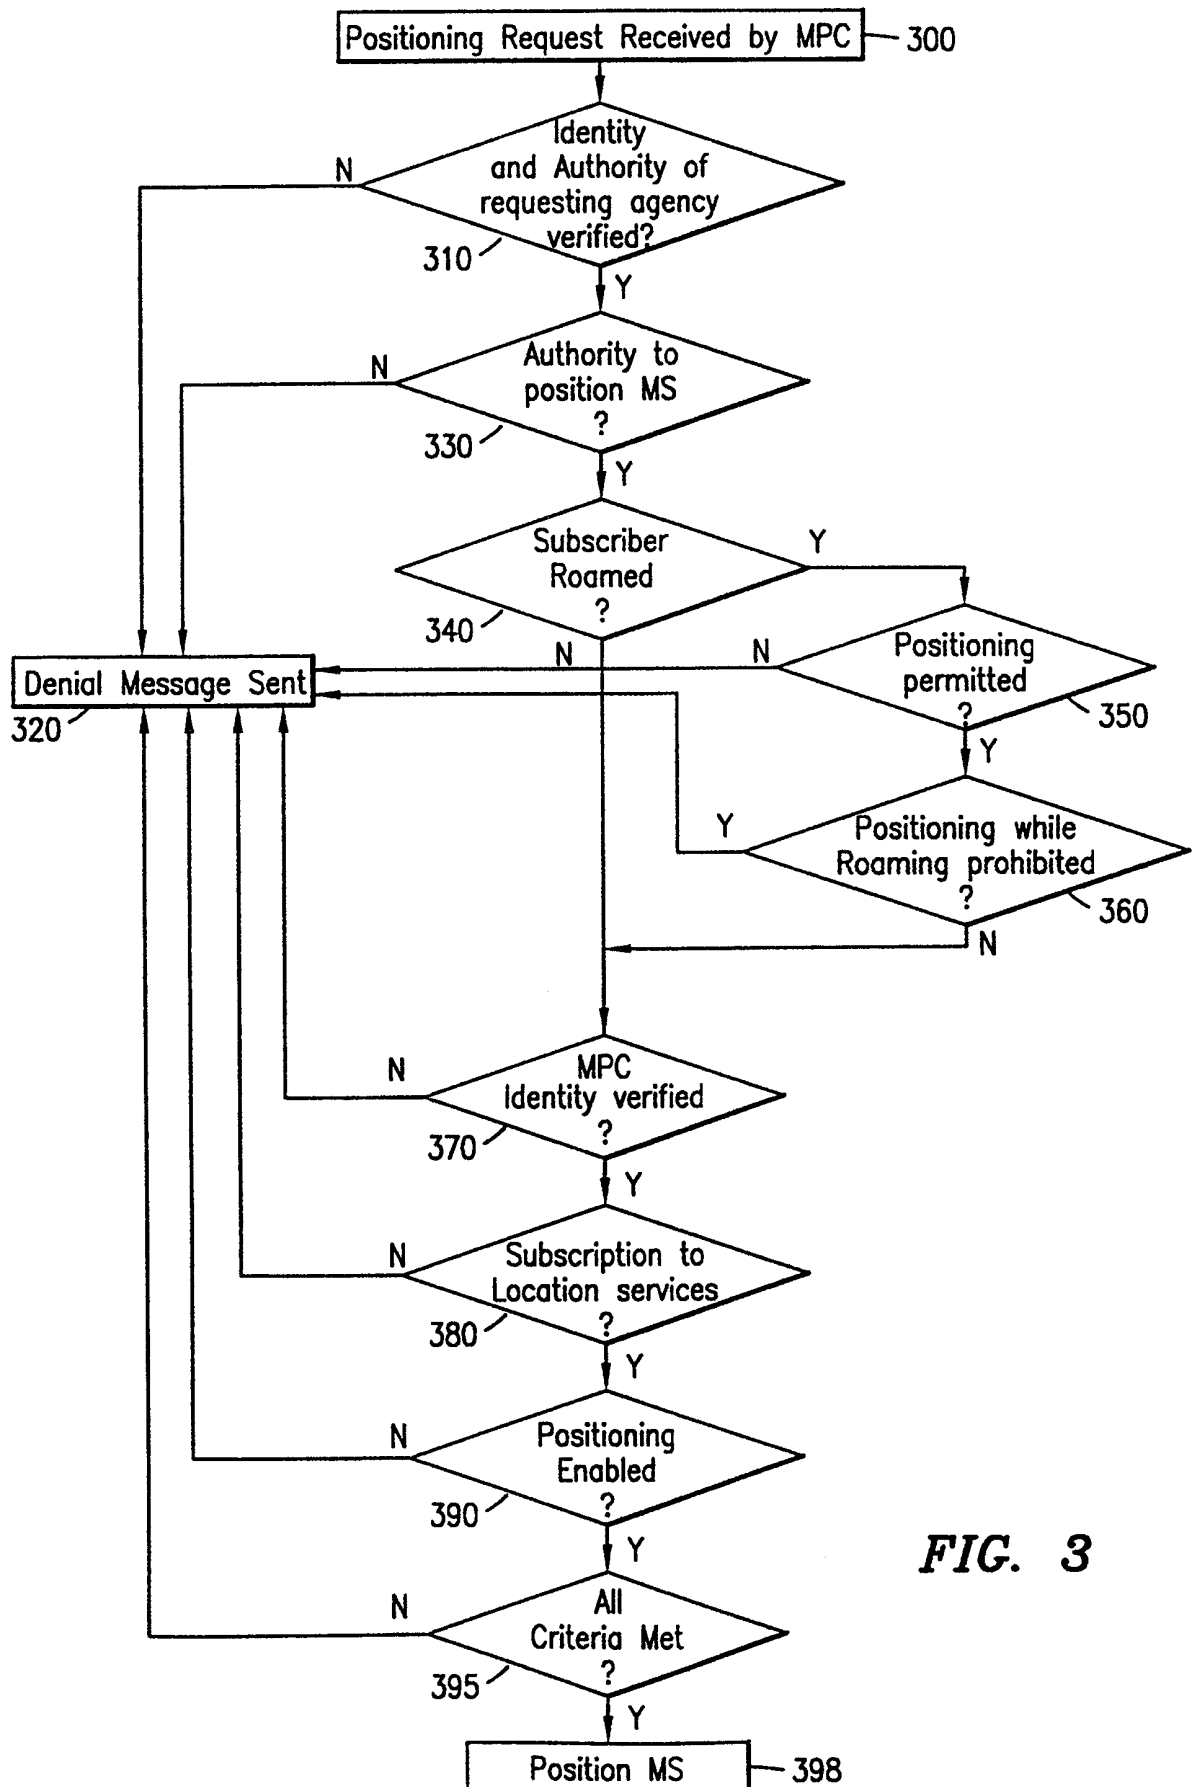 Positioning Request Received by MPC
300
Identity
and Authority of
requesting agency
verified?
N
310
Y
Authority to
position MS
?
N
330
Y
Subscriber
Roamed
?
Y
340
N
Positioning
permitted
?
N
350
Y
Denial Message Sent
320
Positioning while
Roaming prohibited
?
Y
360
N
MPC
Identity verified
?
N
370
Y
Subscription to
Location services
?
N
380
Y
Positioning
Enabled
?
N
390
Y
FIG. 3
All
Criteria Met
?
N
395
Y
Position MS
398